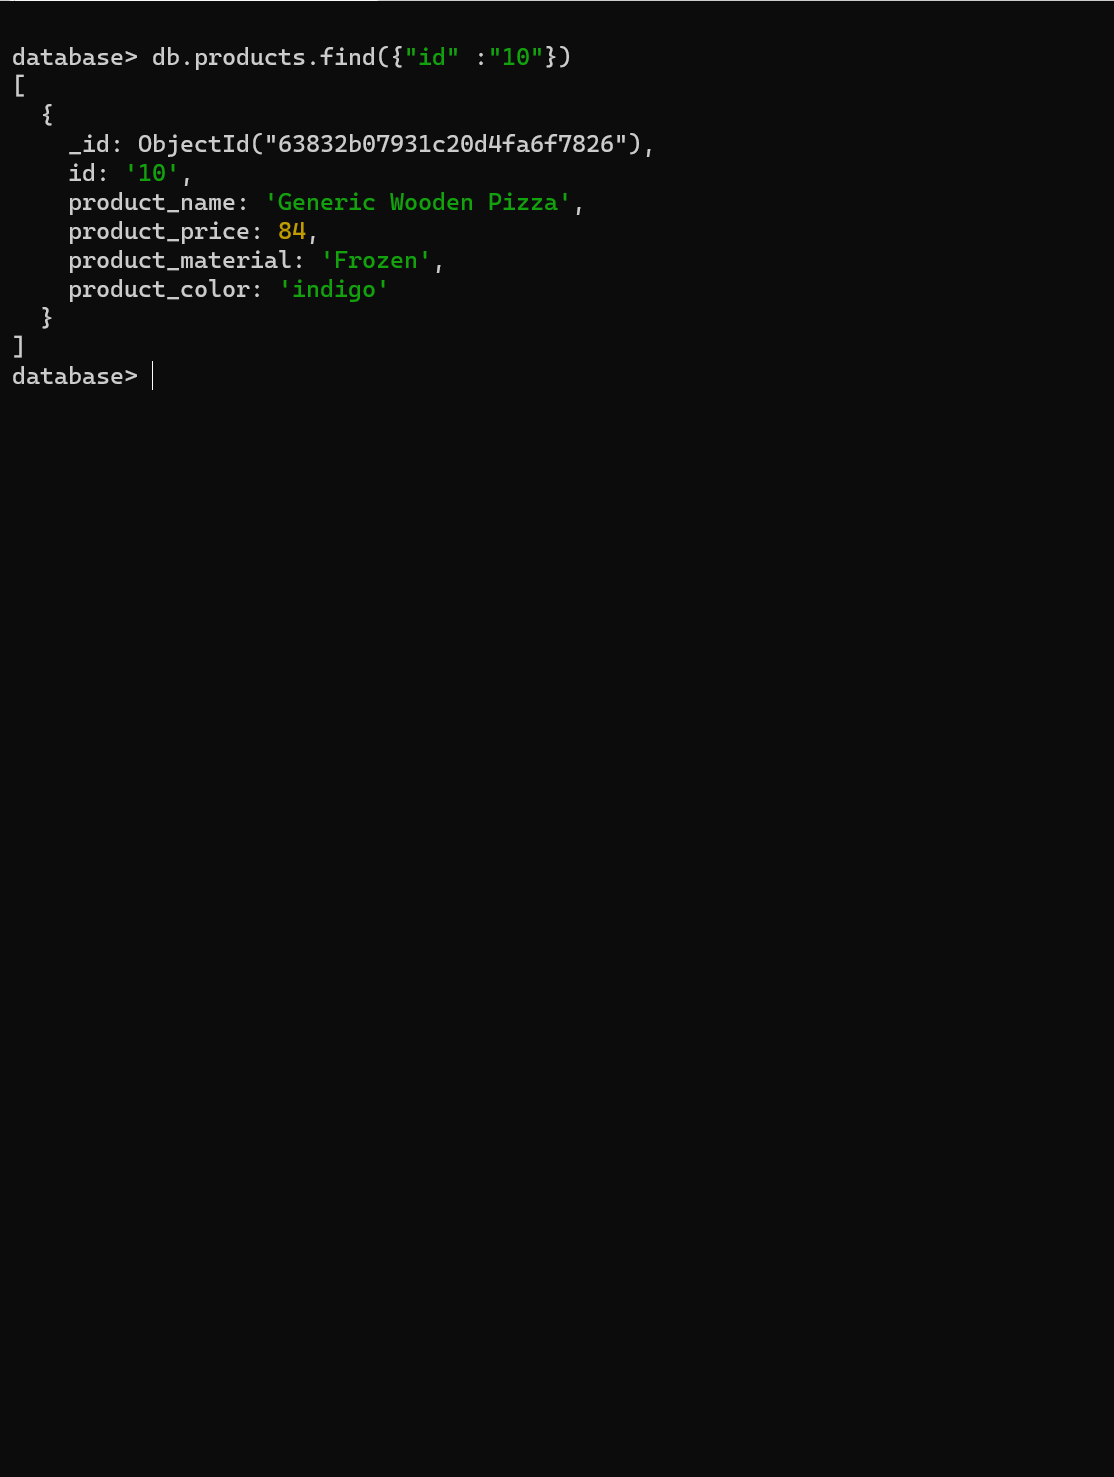 database> db.products.find({"id" :"10"})
[
  {
    _id: ObjectId("63832b07931c20d4fa6f7826"),
    id: '10',
    product_name: 'Generic Wooden Pizza',
    product_price: 84,
    product_material: 'Frozen',
    product_color: 'indigo'
  }
]
database>